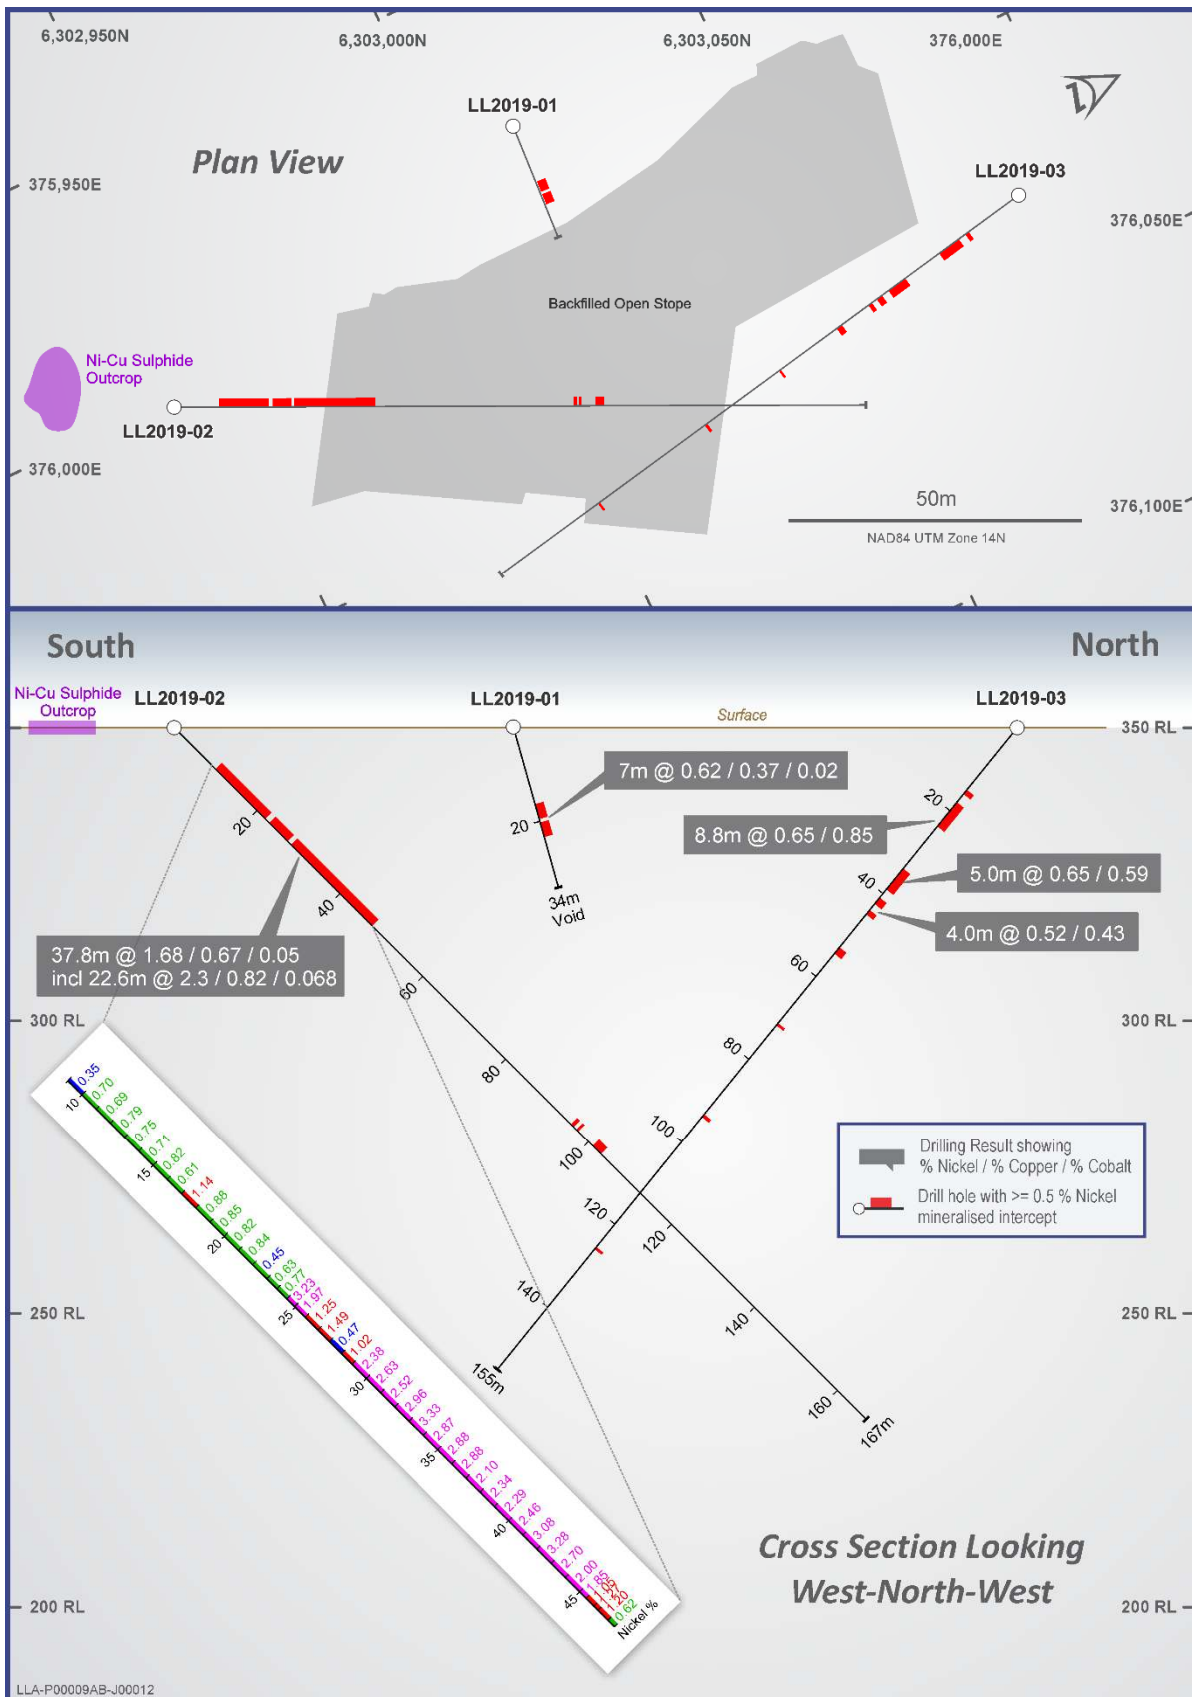 6,302,950N
6,303,000N
6,303,050N
376,000E
LL2019-01
Plan View
LL2019-03
375,950E
376,050E
Backfilled Open Stope
Ni-Cu Sulphide
Outcrop
LL2019-02
376,000E
50m
376,100E
NAD84 UTM Zone 14N
South
North
Ni-Cu Sulphide
Outcrop
LL2019-02
LL2019-01
LL2019-03
Surface
350 RL
7m @ 0.62 / 0.37 / 0.02
20
20
20
8.8m @ 0.65 / 0.85
5.0m @ 0.65 / 0.59
40
40
34m
Void
4.0m @ 0.52 / 0.43
37.8m @ 1.68 / 0.67 / 0.05
incl 22.6m @ 2.3 / 0.82 / 0.068
60
60
300 RL
300 RL
80
80
100
100
120
120
140
140
155m
160
167m
Drilling Result showing
% Nickel / % Copper / % Cobalt
Drill hole with >= 0.5 % Nickel
mineralised intercept
250 RL
250 RL
0.35
10
0.70
0.69
0.79
0.75
0.71
15
0.82
0.61
1.14
0.88
0.85
20
0.82
0.84
0.45
0.63
0.77
3.23
25
1.97
1.25
1.49
0.47
1.02
2.38
30
2.63
2.52
2.96
3.33
2.87
35
2.88
2.88
2.10
2.34
2.29
40
2.46
3.08
3.28
2.70
2.00
45
1.85
1.20
0.62
Nickel %
Cross Section Looking
West-North-West
200 RL
200 RL
LLA-P00009AB-J00012